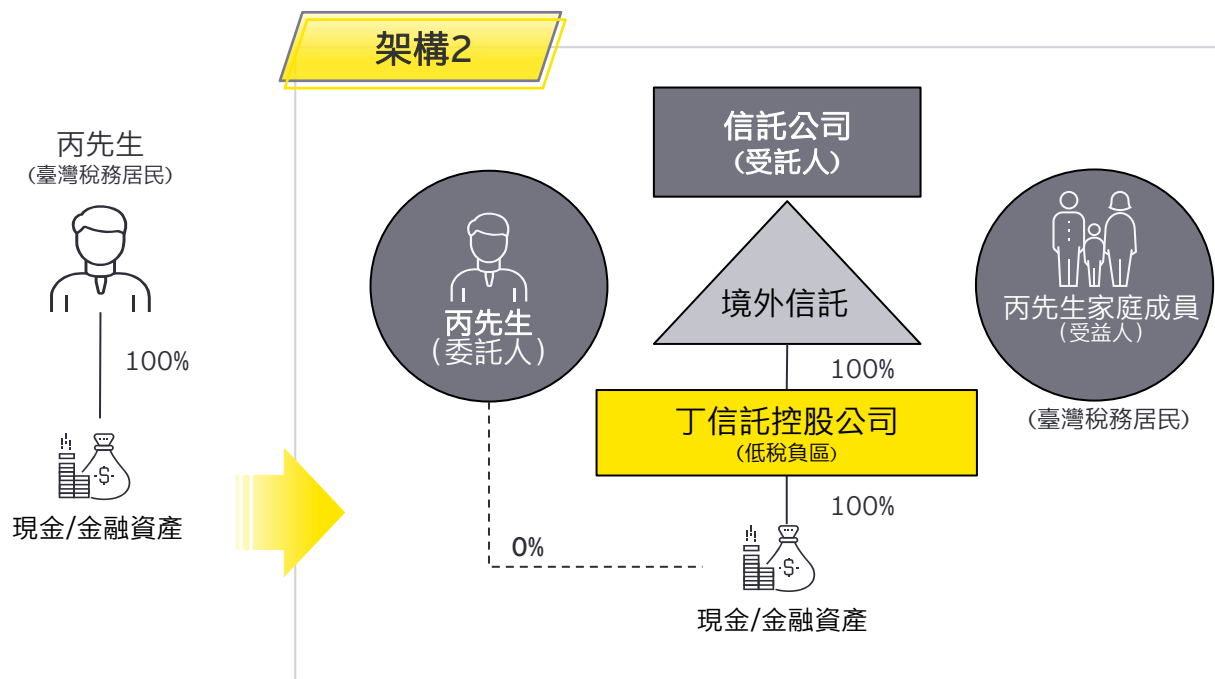 架構2
丙先生
(臺灣稅務居民)
100%
現金/金融資產
信託公司
(受託人)
丙先生
(委託人)
境外信託
丙先生家庭成員
(受益人)
100%
丁信託控股公司
(低稅負區)
(臺灣稅務居民)
100%
0%
$
$
現金/金融資產